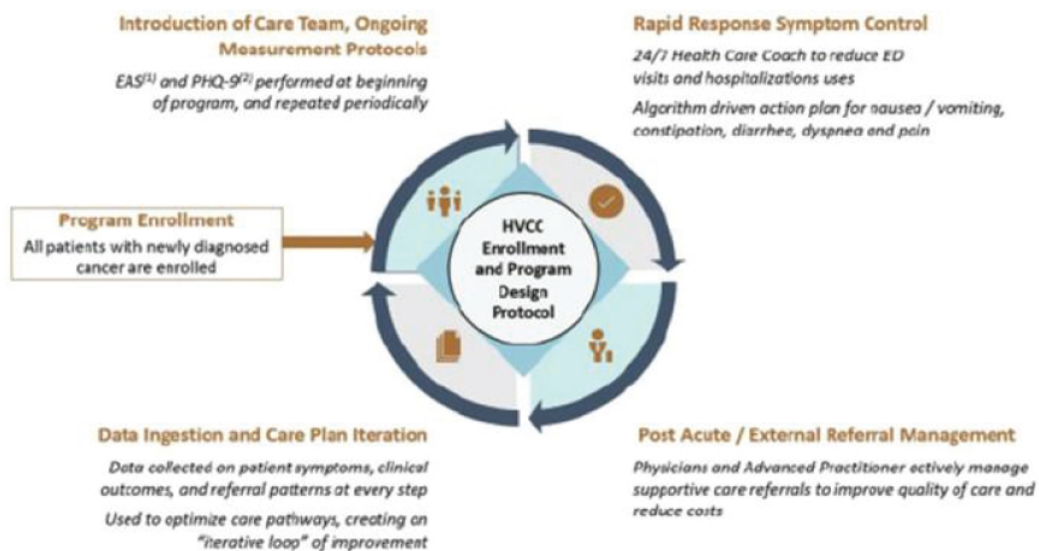 Introduction of Care Team, Ongoing
Measurement Protocols
EAS(1) and PHQ-9(2) performed at beginning
of program, and repeated periodically
Rapid Response Symptom Control
24/7 Health Care Coach to reduce ED
visits and hospitalizations uses
Algorithm driven action plan for nausea / vomiting,
constipation, diarrhea, dyspnea and pain
Program Enrollment
All patients with newly diagnosed
cancer are enrolled
HVCC
Enrollment
and Program
Design
Protocol
Data Ingestion and Care Plan Iteration
Data collected on patient symptoms, clinical
outcomes, and referral patterns at every step
Used to optimize care pathways, creating an
"iterative loop" of improvement
Post Acute / External Referral Management
Physicians and Advanced Practitioner actively manage
supportive care referrals to improve quality of care and
reduce costs